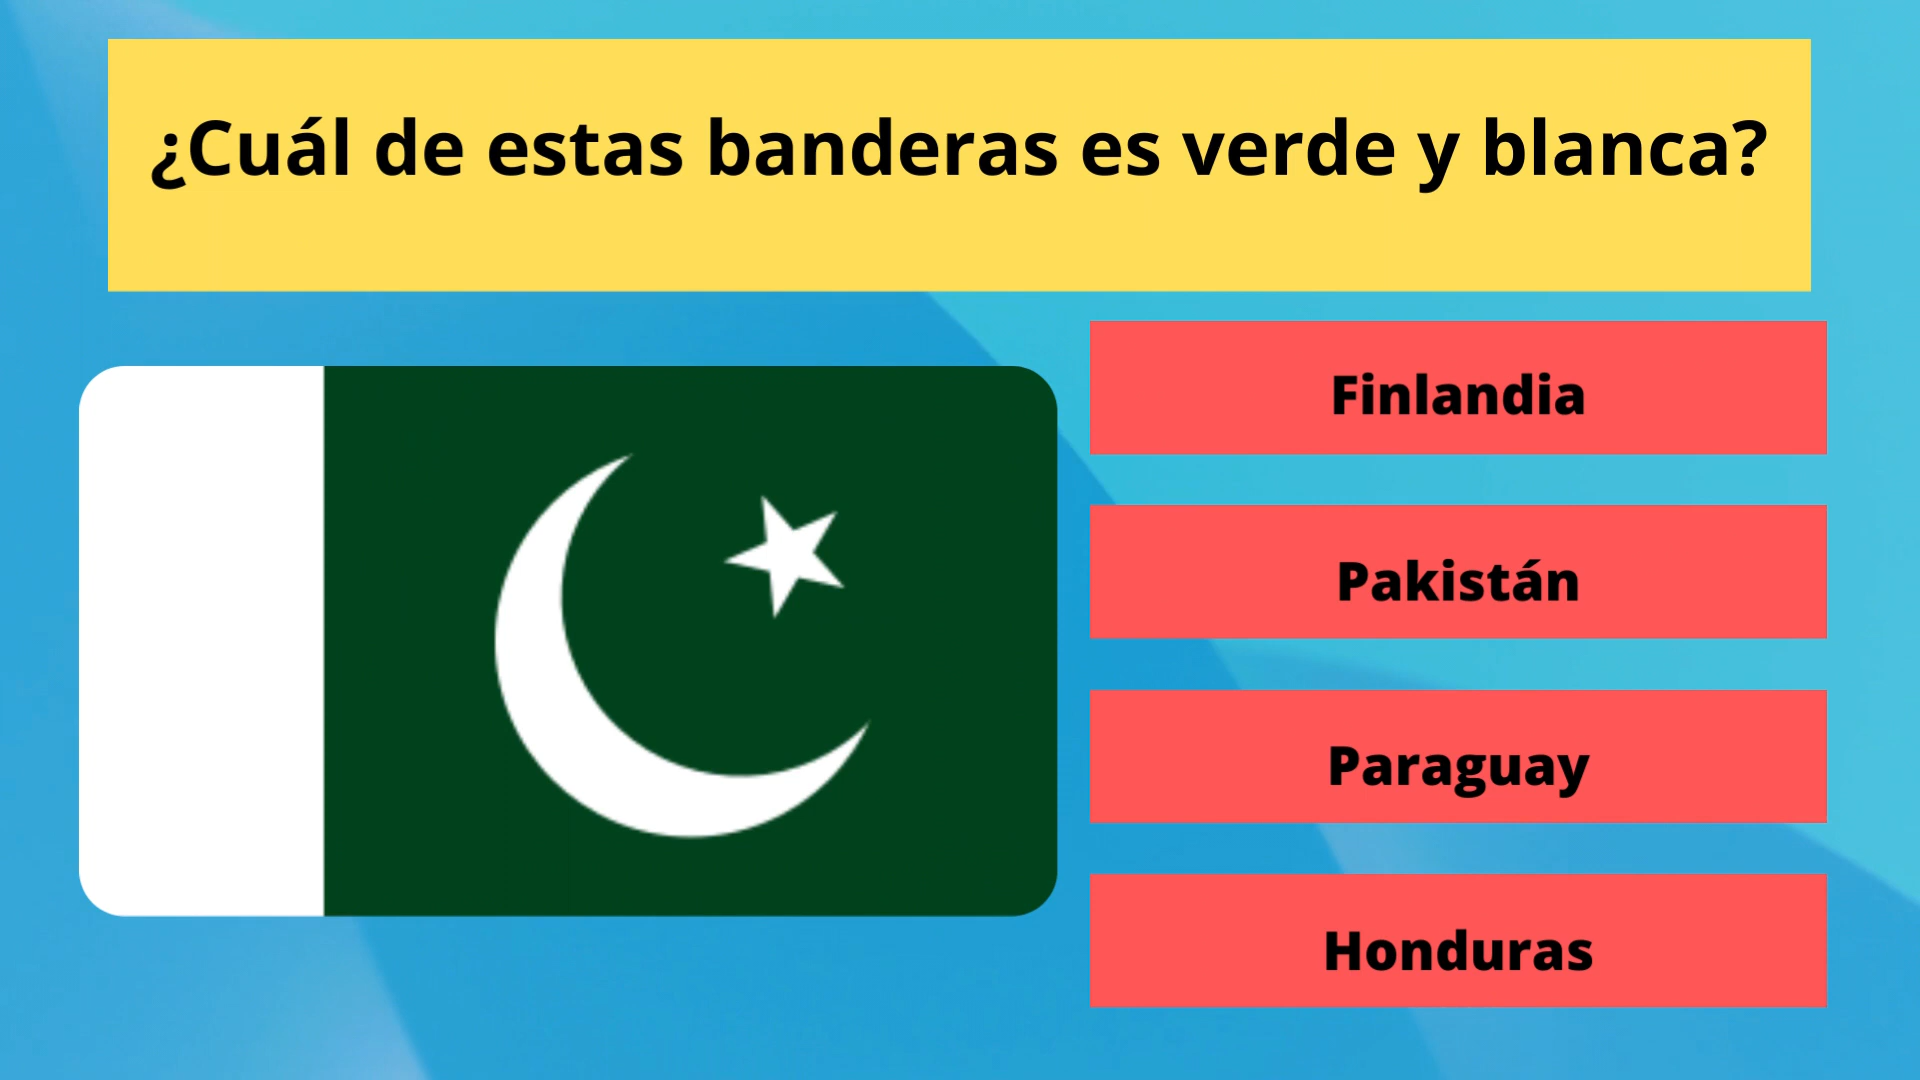 ¿Cuál de estas banderas es verde y blanca?
Finlandia
Pakistán
Paraguay
Honduras